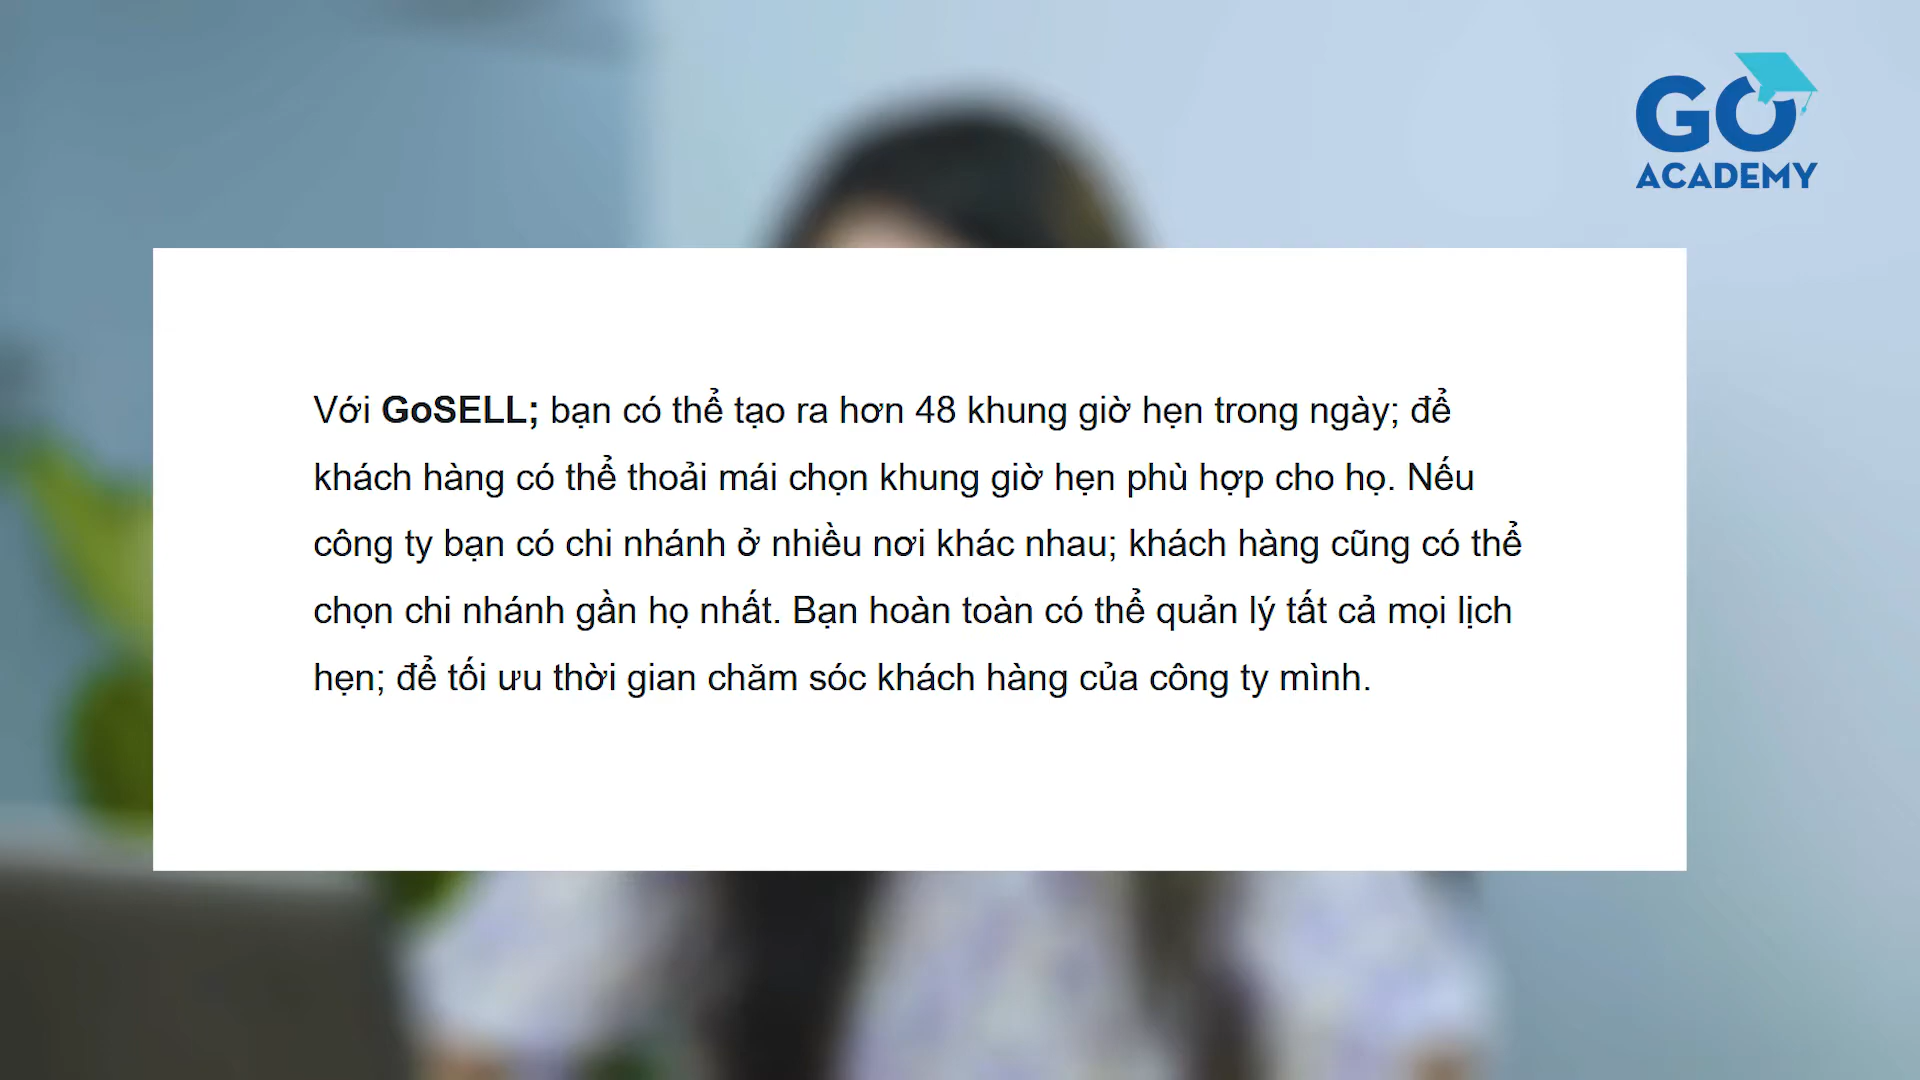 GO
ACADEMY
Với GoSELL; bạn có thể tạo ra hơn 48 khung giờ hẹn trong ngày; để
khách hàng có thể thoải mái chọn khung giờ hẹn phù hợp cho họ. Nếu
công ty bạn có chi nhánh ở nhiều nơi khác nhau; khách hàng cũng có thể
chọn chi nhánh gần họ nhất. Bạn hoàn toàn có thể quản lý tất cả mọi lịch
hẹn; để tối ưu thời gian chăm sóc khách hàng của công ty mình.